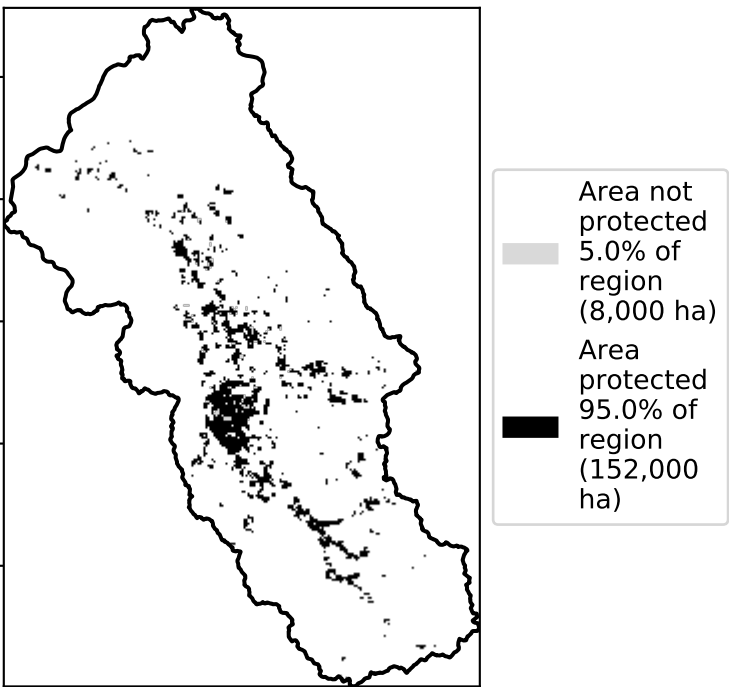 Area not
protected
5.0% of
region
(8,000 ha)
Area
protected
95.0% of
region
(152,000
ha)